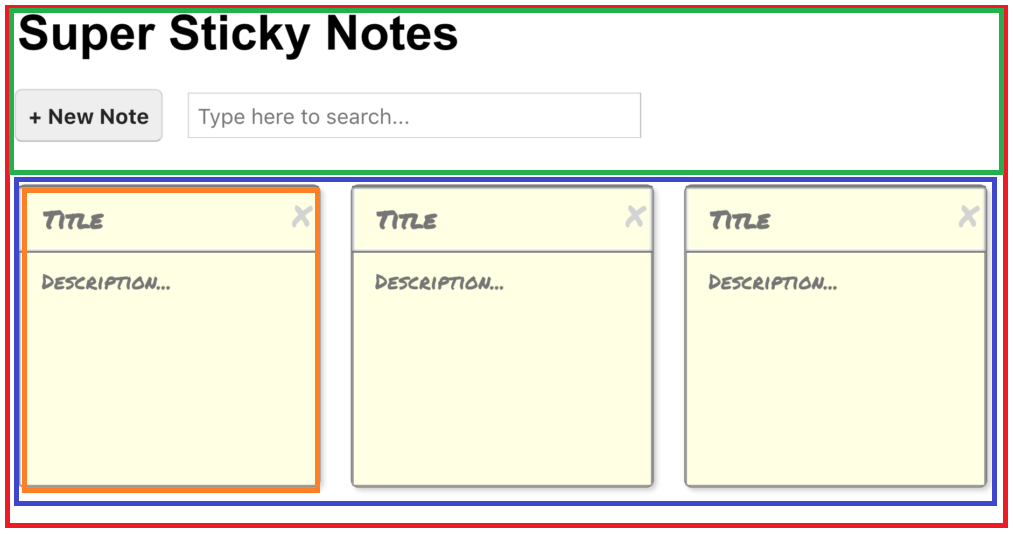 Super Sticky Notes
+ New Note
Type here to search...
Title Title Title
Description... Description... Description...